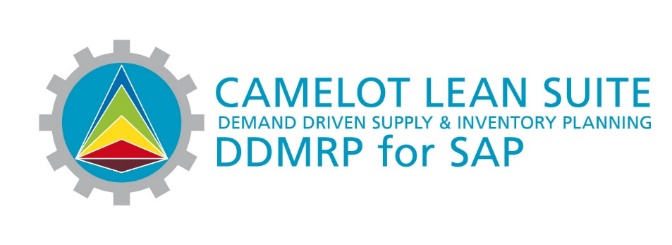 CAMELOT LEAN SUITE
DEMAND DRIVEN SUPPLY & INVENTORY PLANNING
DDMRP for SAP